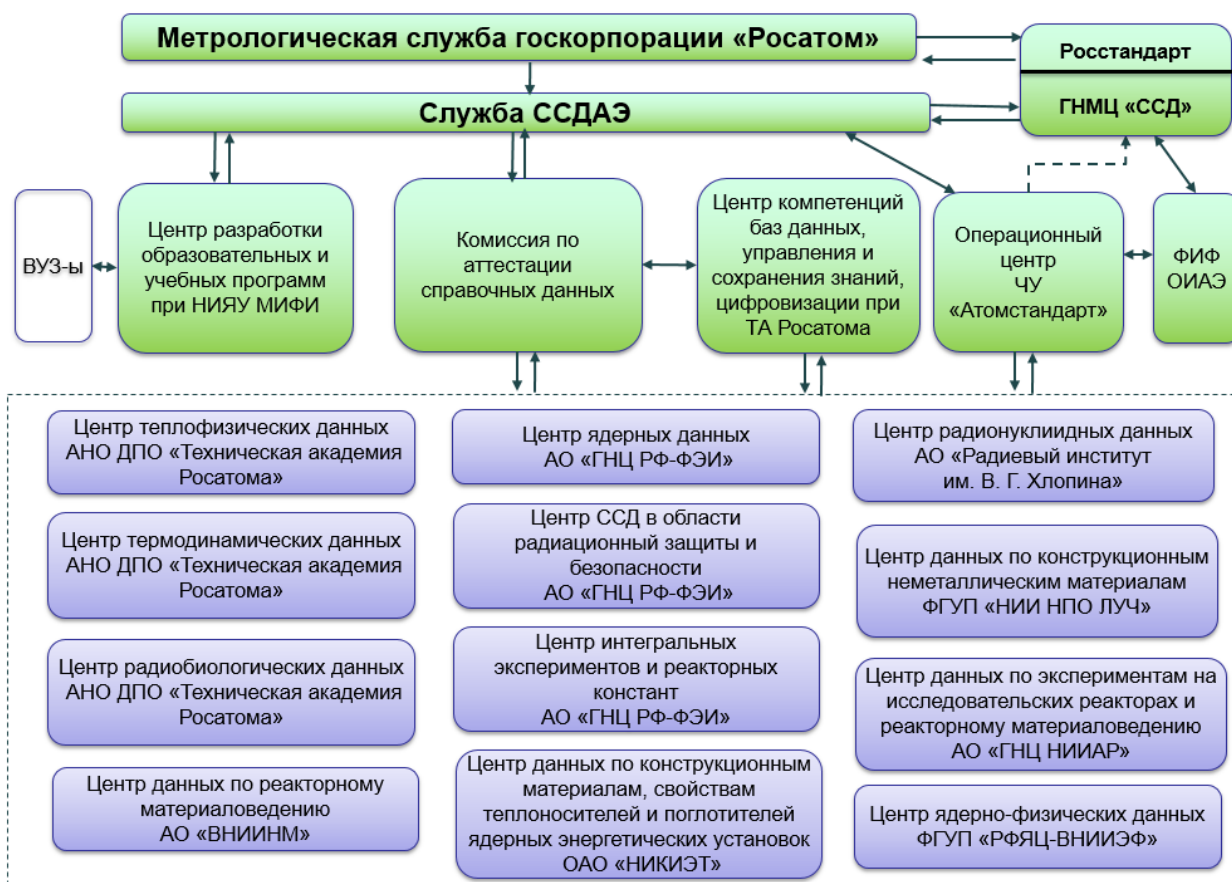 Метрологическая служба госкорпорации «Росатом»
Росстандарт
ГНМЦ «ССД»
Служба ССДАЭ
ВУЗ-ы
Центр разработки
образовательных и
учебных программ
при НИЯУ МИФИ
Комиссия по
аттестации
справочных данных
Центр компетенций
баз данных,
управления и
сохранения знаний,
цифровизации при
ТА Росатома
Операционный
центр
ЧУ
«Атомстандарт»
ФИФ
ОИАЭ
Центр теплофизических данных
АНО ДПО «Техническая академия
Росатома»
Центр ядерных данных
АО «ГНЦ РФ-ФЭИ»
Центр радионуклиидных данных
АО «Радиевый институт
им. В. Г. Хлопина»
Центр термодинамических данных
АНО ДПО «Техническая академия
Росатома»
Центр ССД в области
радиационный защиты и
безопасности
АО «ГНЦ РФ-ФЭИ»
Центр данных по конструкционным
неметаллическим материалам
ФГУП «НИИ НПО ЛУЧ»
Центр радиобиологических данных
АНО ДПО «Техническая академия
Росатома»
Центр интегральных
экспериментов и реакторных
констант
АО «ГНЦ РФ-ФЭИ»
Центр данных по экспериментам на
исследовательских реакторах и
реакторному материаловедению
АО «ГНЦ НИИАР»
Центр данных по реакторному
материаловедению
АО «ВНИИНМ»
Центр данных по конструкционным
материалам, свойствам
теплоносителей и поглотителей
ядерных энергетических установок
ОАО «НИКИЭТ»
Центр ядерно-физических данных
ФГУП «РФЯЦ-ВНИИЭФ»